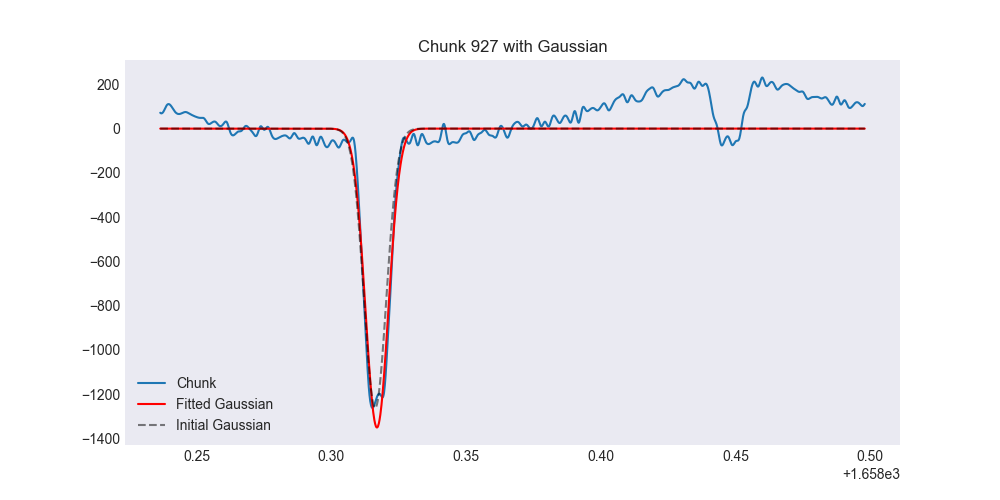 Chunk 927 with Gaussian
200
0
−200
−400
−600
−800
−1000
−1200
−1400
Chunk
Fitted Gaussian
Initial Gaussian
0.25 0.30 0.35 0.40 0.45 0.50
+1.658e3